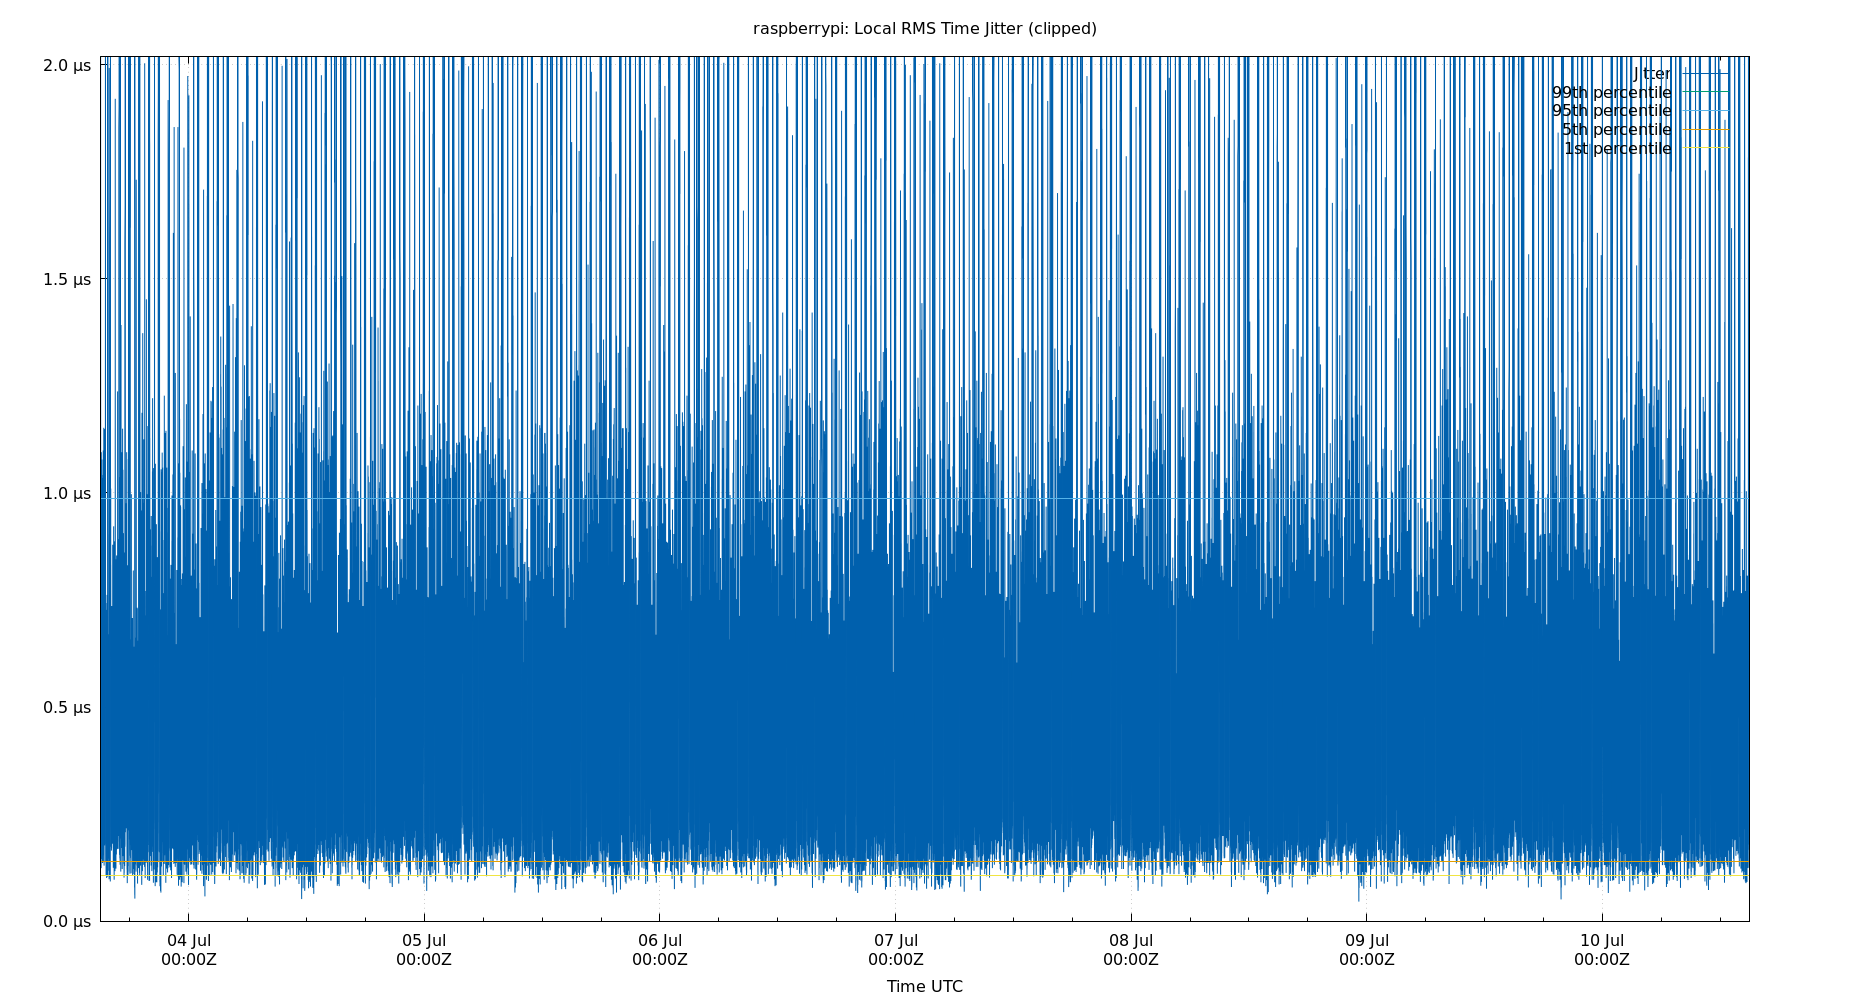 raspberrypi: Local RMS Time Jitter (clipped)
2.0 µs
1.5 µs
1.0 µs
0.5 µs
0.0 µs
Jitter
99th percentile
95th percentile
5th percentile
1st percentile
04 Jul
00:00Z
05 Jul
00:00Z
06 Jul
00:00Z
07 Jul
00:00Z
08 Jul
00:00Z
09 Jul
00:00Z
10 Jul
00:00Z
Time UTC